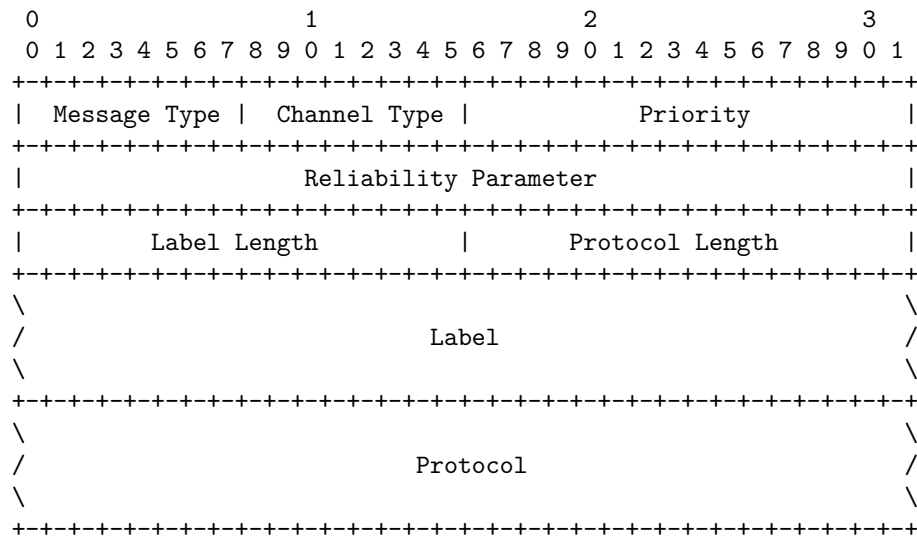 0                   1                   2                   3
 0 1 2 3 4 5 6 7 8 9 0 1 2 3 4 5 6 7 8 9 0 1 2 3 4 5 6 7 8 9 0 1
+-+-+-+-+-+-+-+-+-+-+-+-+-+-+-+-+-+-+-+-+-+-+-+-+-+-+-+-+-+-+-+-+
|  Message Type |  Channel Type |            Priority           |
+-+-+-+-+-+-+-+-+-+-+-+-+-+-+-+-+-+-+-+-+-+-+-+-+-+-+-+-+-+-+-+-+
|                    Reliability Parameter                      |
+-+-+-+-+-+-+-+-+-+-+-+-+-+-+-+-+-+-+-+-+-+-+-+-+-+-+-+-+-+-+-+-+
|         Label Length          |       Protocol Length         |
+-+-+-+-+-+-+-+-+-+-+-+-+-+-+-+-+-+-+-+-+-+-+-+-+-+-+-+-+-+-+-+-+
\                                                               \
/                             Label                             /
\                                                               \
+-+-+-+-+-+-+-+-+-+-+-+-+-+-+-+-+-+-+-+-+-+-+-+-+-+-+-+-+-+-+-+-+
\                                                               \
/                            Protocol                           /
\                                                               \
+-+-+-+-+-+-+-+-+-+-+-+-+-+-+-+-+-+-+-+-+-+-+-+-+-+-+-+-+-+-+-+-+